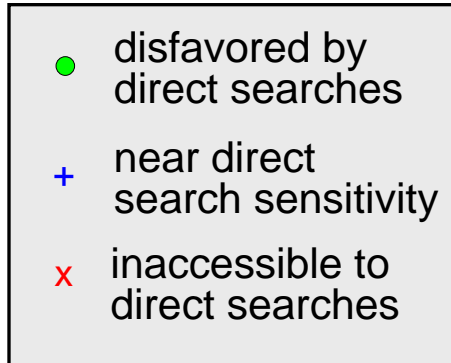 disfavored by
direct searches
+ near direct
search sensitivity
x inaccessible to
direct searches